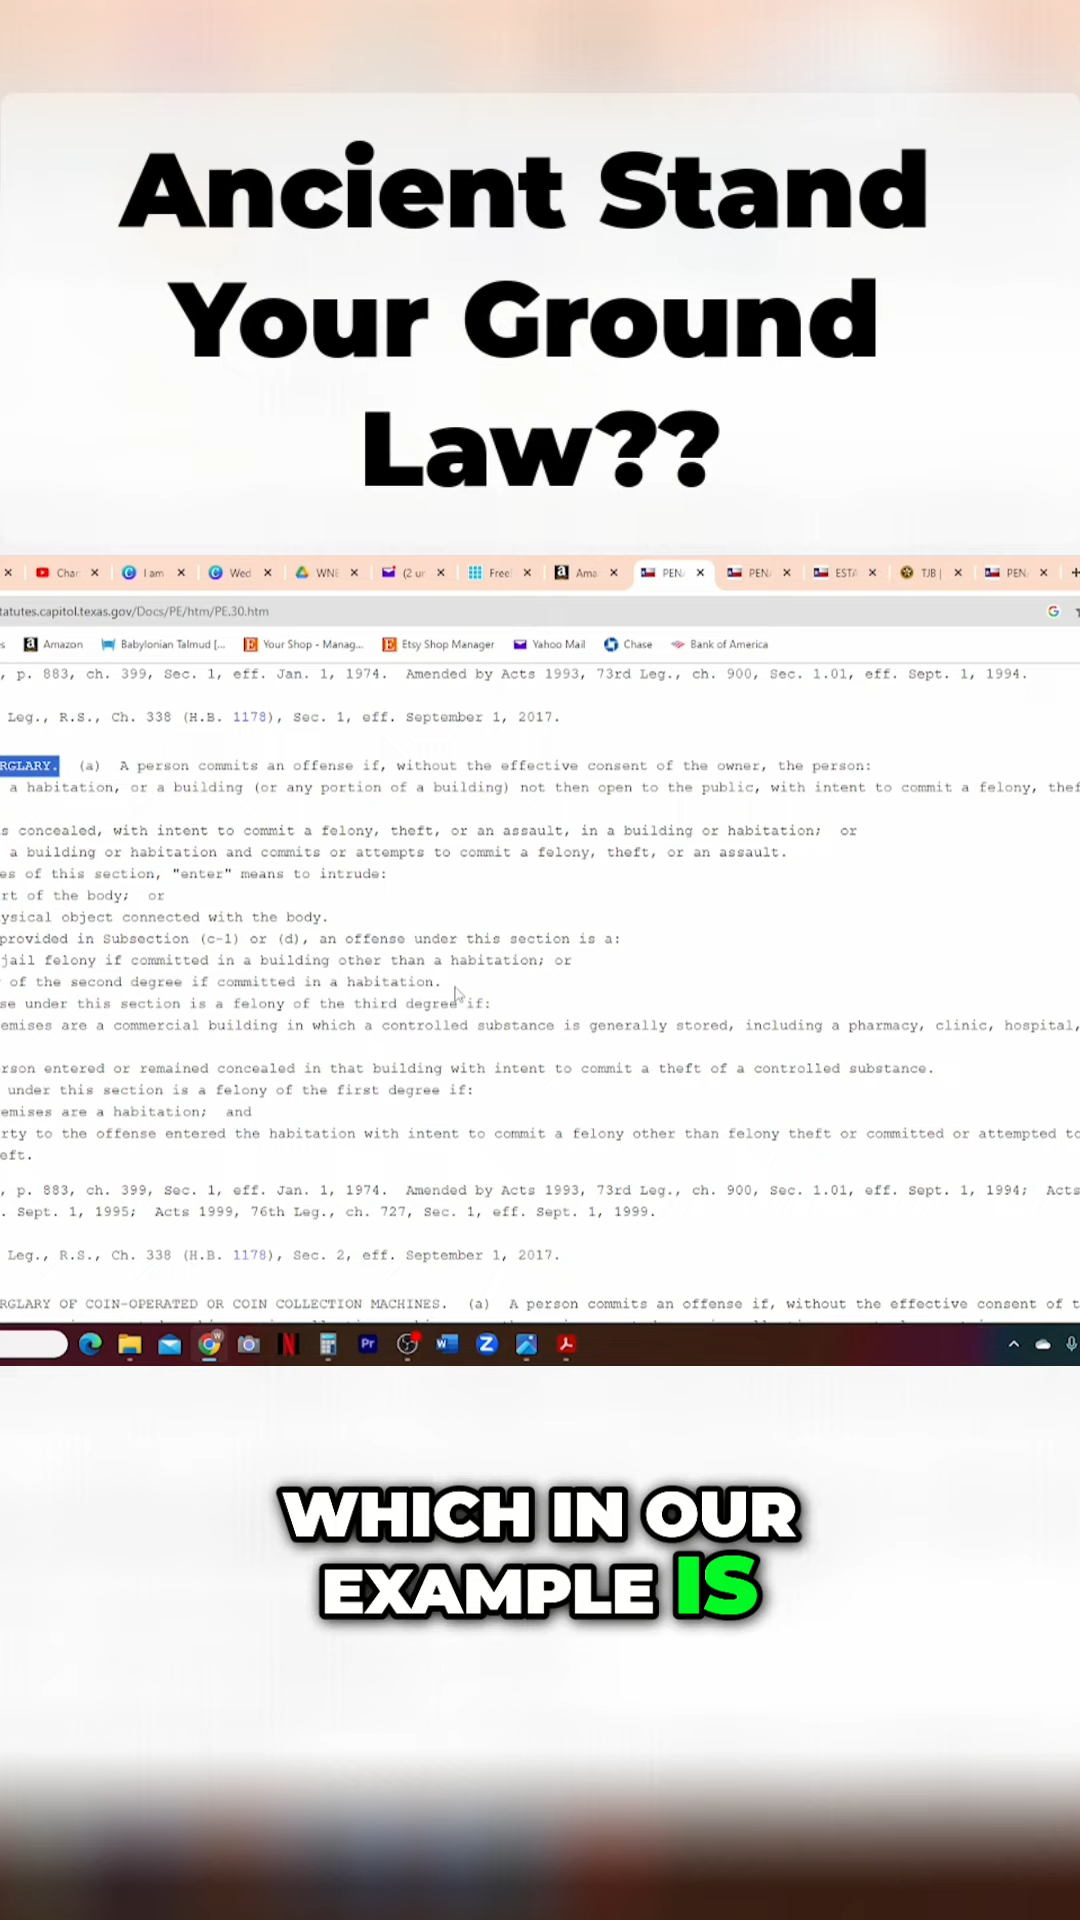 Ancient Stand
Your Ground
Law??
Char
I am
Wed
WNE
(2 ur
Free
Ama
PEN
PEN
ESTA
TJB |
PEN
tatutes.capitol.texas.gov/Docs/PE/htm/PE.30.htm
s Amazon Babylonian Talmud [... Your Shop - Manag... Etsy Shop Manager Yahoo Mail Chase Bank of America
, p. 883, ch. 399, Sec. 1, eff. Jan. 1, 1974. Amended by Acts 1993, 73rd Leg., ch. 900, Sec. 1.01, eff. Sept. 1, 1994.
Leg., R.S., Ch. 338 (H.B. 1178), Sec. 1, eff. September 1, 2017.
RGLARY. (a) A person commits an offense if, without the effective consent of the owner, the person:
a habitation, or a building (or any portion of a building) not then open to the public, with intent to commit a felony, thef
s concealed, with intent to commit a felony, theft, or an assault, in a building or habitation; or
a building or habitation and commits or attempts to commit a felony, theft, or an assault.
es of this section, "enter" means to intrude:
rt of the body; or
ysical object connected with the body.
provided in Subsection (c-1) or (d), an offense under this section is a:
jail felony if committed in a building other than a habitation; or
of the second degree if committed in a habitation.
se under this section is a felony of the third degree if:
emises are a commercial building in which a controlled substance is generally stored, including a pharmacy, clinic, hospital,
rson entered or remained concealed in that building with intent to commit a theft of a controlled substance.
under this section is a felony of the first degree if:
emises are a habitation; and
rty to the offense entered the habitation with intent to commit a felony other than felony theft or committed or attempted to
eft.
, p. 883, ch. 399, Sec. 1, eff. Jan. 1, 1974. Amended by Acts 1993, 73rd Leg., ch. 900, Sec. 1.01, eff. Sept. 1, 1994; Acts
. Sept. 1, 1995; Acts 1999, 76th Leg., ch. 727, Sec. 1, eff. Sept. 1, 1999.
Leg., R.S., Ch. 338 (H.B. 1178), Sec. 2, eff. September 1, 2017.
RGLARY OF COIN-OPERATED OR COIN COLLECTION MACHINES. (a) A person commits an offense if, without the effective consent of t
WHICH IN OUR
EXAMPLE IS